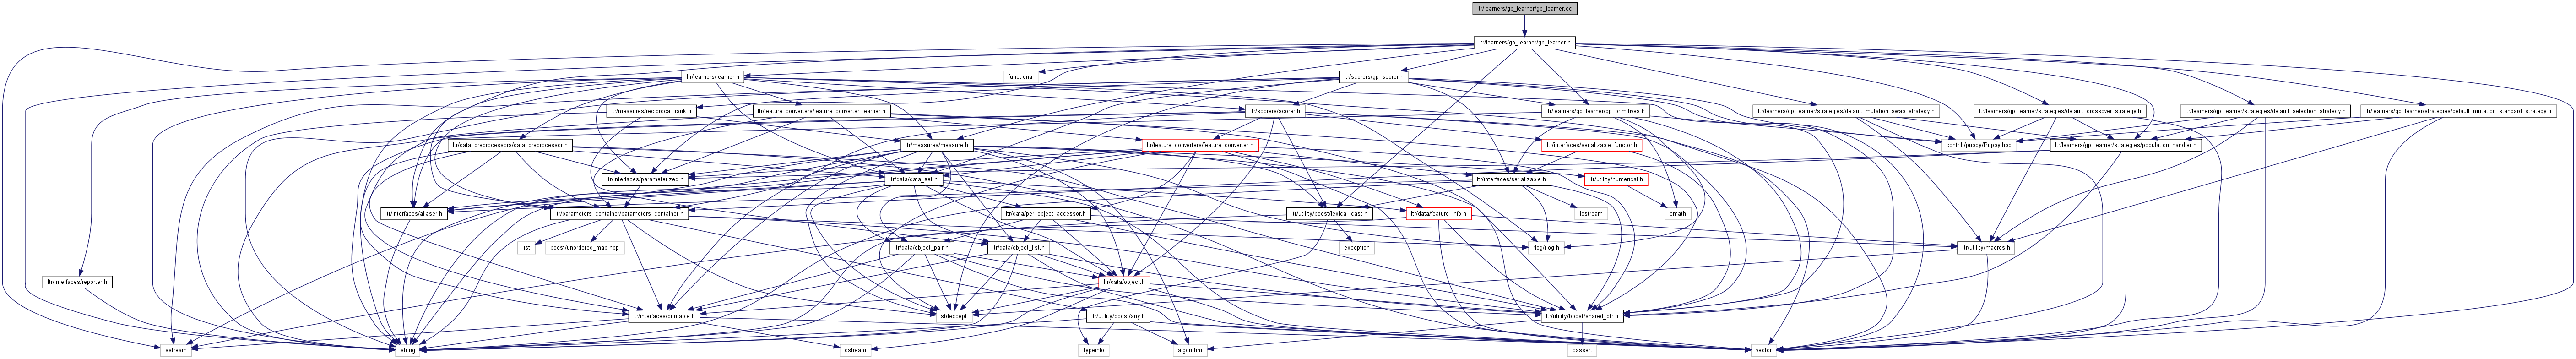 ltr/learners/gp_learner/gp_learner.cc
ltr/learners/gp_learner/gp_learner.h
ltr/learners/learner.h
functional
ltr/scorers/gp_scorer.h
ltr/measures/reciprocal_rank.h
ltr/feature_converters/feature_converter_learner.h
ltr/scorers/scorer.h
ltr/learners/gp_learner/gp_primitives.h
ltr/learners/gp_learner/strategies/default_mutation_swap_strategy.h
ltr/learners/gp_learner/strategies/default_crossover_strategy.h
ltr/learners/gp_learner/strategies/default_selection_strategy.h
ltr/learners/gp_learner/strategies/default_mutation_standard_strategy.h
ltr/data_preprocessors/data_preprocessor.h
ltr/measures/measure.h
ltr/feature_converters/feature_converter.h
ltr/interfaces/serializable_functor.h
contrib/puppy/Puppy.hpp
ltr/learners/gp_learner/strategies/population_handler.h
ltr/interfaces/parameterized.h
ltr/data/data_set.h
ltr/interfaces/serializable.h
ltr/utility/numerical.h
ltr/interfaces/aliaser.h
ltr/parameters_container/parameters_container.h
ltr/data/per_object_accessor.h
ltr/utility/boost/lexical_cast.h
ltr/data/feature_info.h
iostream
cmath
list
boost/unordered_map.hpp
ltr/data/object_pair.h
ltr/data/object_list.h
exception
rlog/rlog.h
ltr/utility/macros.h
ltr/interfaces/reporter.h
ltr/data/object.h
ltr/interfaces/printable.h
stdexcept
ltr/utility/boost/any.h
ltr/utility/boost/shared_ptr.h
sstream
string
ostream
typeinfo
algorithm
cassert
vector